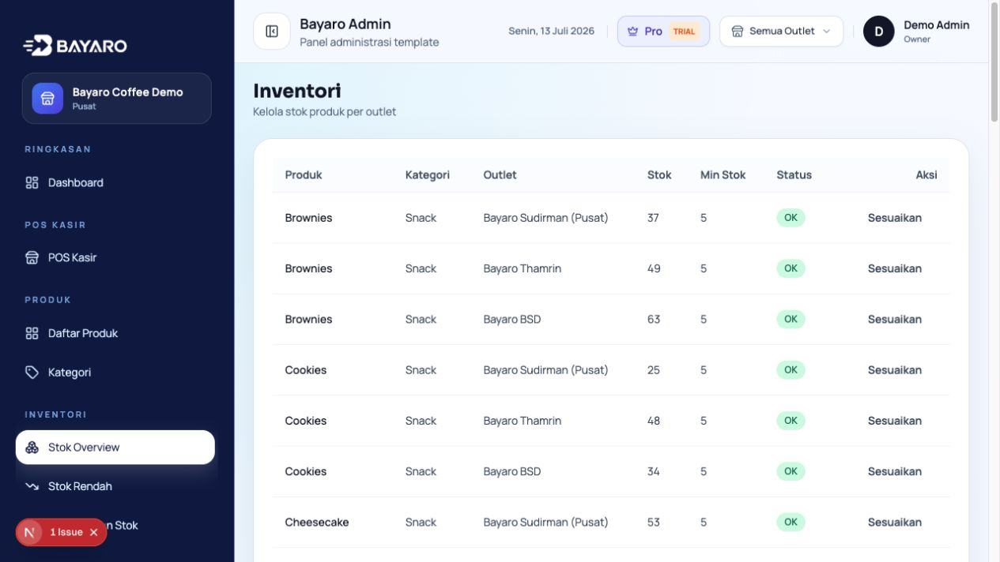 BAYARO
Bayaro Coffee Demo
Pusat
RINGKASAN
Dashboard
POS KASIR
POS Kasir
PRODUK
Daftar Produk
Kategori
INVENTORI
Stok Overview
Stok Rendah
n Stok
N 1 Issue
Bayaro Admin
Panel administrasi template
Senin, 13 Juli 2026
Pro TRIAL
Semua Outlet
D
Demo Admin
Owner
Inventori
Kelola stok produk per outlet
Produk Kategori Outlet Stok Min Stok Status Aksi
Brownies Snack Bayaro Sudirman (Pusat) 37 5 OK Sesuaikan
Brownies Snack Bayaro Thamrin 49 5 OK Sesuaikan
Brownies Snack Bayaro BSD 63 5 OK Sesuaikan
Cookies Snack Bayaro Sudirman (Pusat) 25 5 OK Sesuaikan
Cookies Snack Bayaro Thamrin 48 5 OK Sesuaikan
Cookies Snack Bayaro BSD 34 5 OK Sesuaikan
Cheesecake Snack Bayaro Sudirman (Pusat) 53 5 OK Sesuaikan